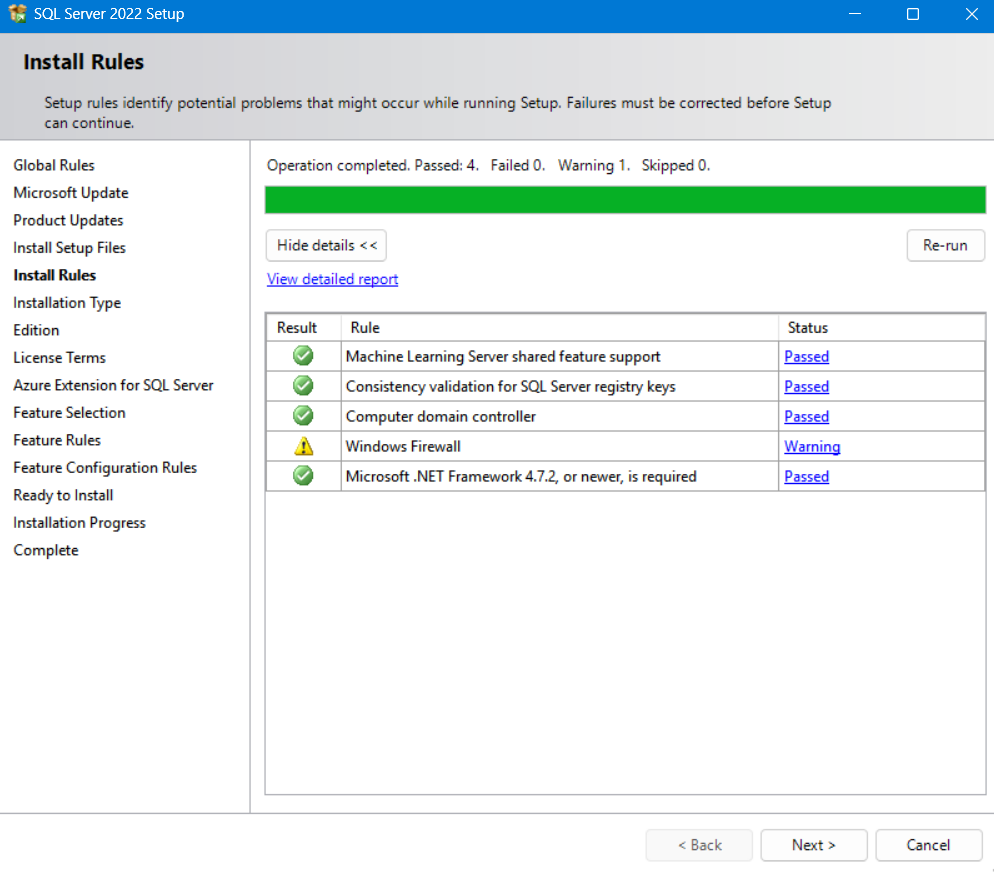 SQL Server 2022 Setup
Install Rules
Setup rules identify potential problems that might occur while running Setup. Failures must be corrected before Setup
can continue.
Global Rules
Microsoft Update
Product Updates
Install Setup Files
Install Rules
Installation Type
Edition
License Terms
Azure Extension for SQL Server
Feature Selection
Feature Rules
Feature Configuration Rules
Ready to Install
Installation Progress
Complete
Operation completed. Passed: 4.   Failed 0.   Warning 1.   Skipped 0.
Hide details <<
Re-run
View detailed report
Result Rule Status
Machine Learning Server shared feature support Passed
Consistency validation for SQL Server registry keys Passed
Computer domain controller Passed
Windows Firewall Warning
Microsoft .NET Framework 4.7.2, or newer, is required Passed
< Back Next > Cancel